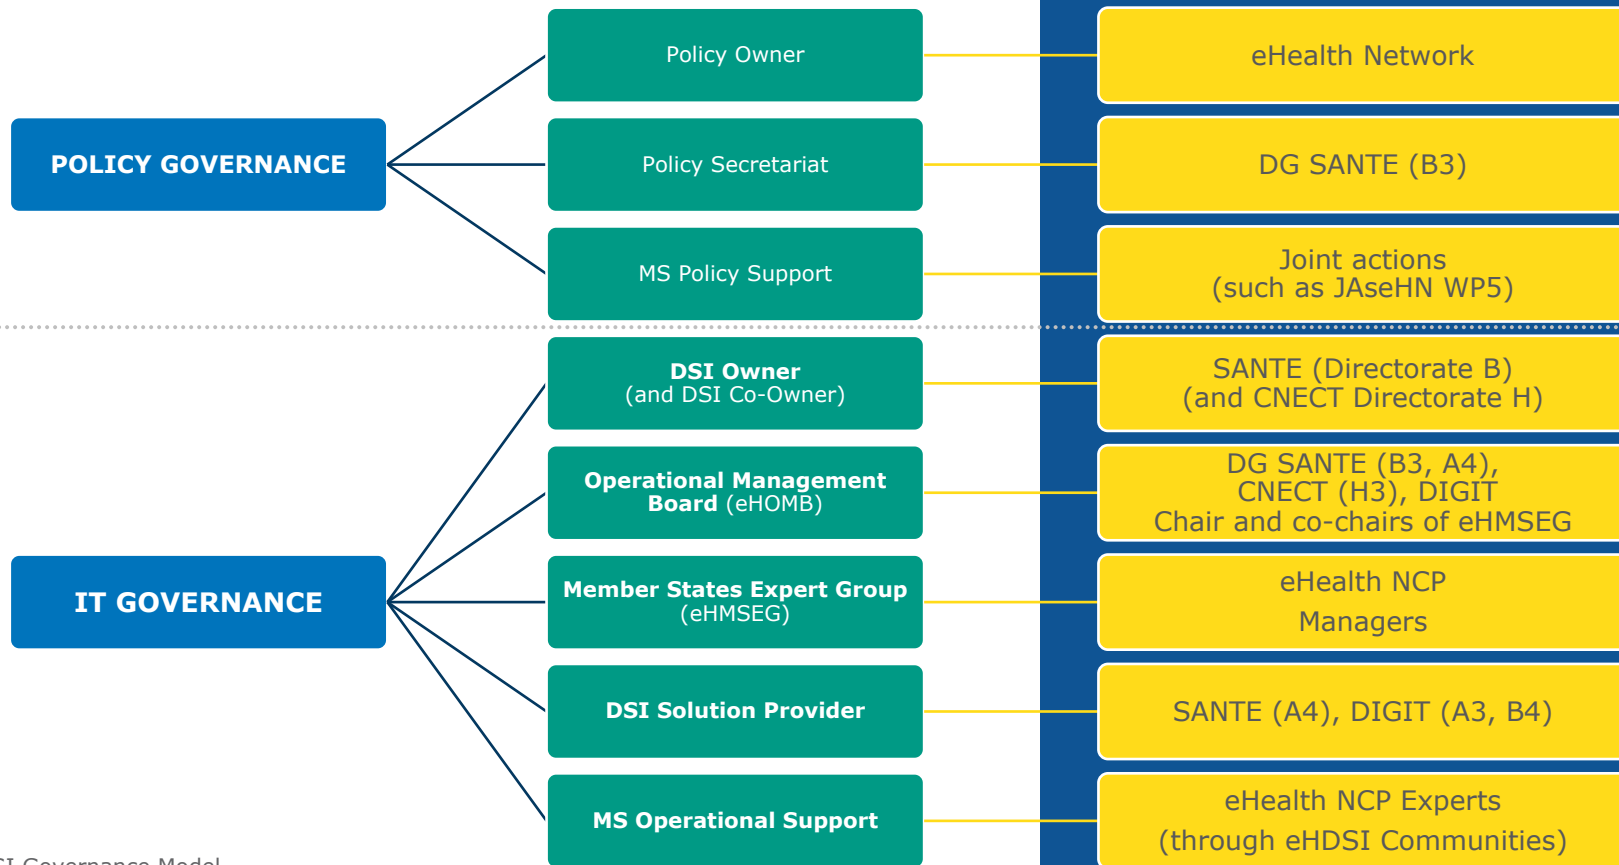 Policy Owner
eHealth Network
POLICY GOVERNANCE
Policy Secretariat
DG SANTE (B3)
MS Policy Support
Joint actions
(such as JAseHN WP5)
DSI Owner
(and DSI Co-Owner)
SANTE (Directorate B)
(and CNECT Directorate H)
Operational Management
Board (eHOMB)
DG SANTE (B3, A4),
CNECT (H3), DIGIT
Chair and co-chairs of eHMSEG
IT GOVERNANCE
Member States Expert Group
(eHMSEG)
eHealth NCP
Managers
DSI Solution Provider
SANTE (A4), DIGIT (A3, B4)
MS Operational Support
eHealth NCP Experts
(through eHDSI Communities)
Governance Model